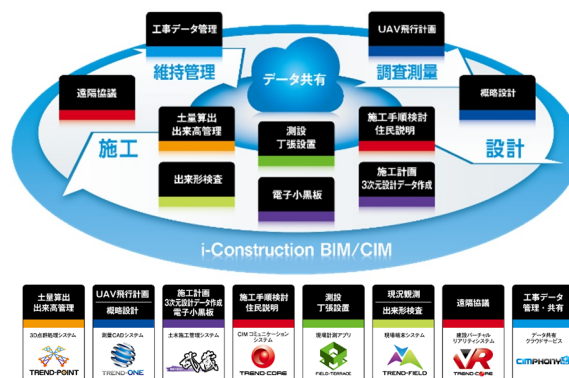 工事データ管理
UAV飛行計画
維持管理
データ共有
調査測量
遠隔協議
概略設計
土量算出
出来高管理
測設
丁張設置
施工手順検討
住民説明
施工
設計
出来形検査
電子小黒板
施工計画
3次元設計データ作成
i-Construction BIM/CIM
土量算出
出来高管理
3D点群処理システム
TREND-POINT
UAV飛行計画
概略設計
測量CADシステム
TREND-ONE
施工計画
3次元設計データ作成
電子小黒板
土木施工管理システム
武蔵
施工手順検討
住民説明
CIMコミュニケーション
システム
TREND-CORE
測設
丁張設置
現場計測アプリ
FIELD-TERRACE
現況観測
出来形検査
現場端末システム
TREND-FIELD
遠隔協議
建設バーチャル
リアリティシステム
VR
TREND-CORE
工事データ
管理・共有
データ共有
クラウドサービス
CIMPHONY